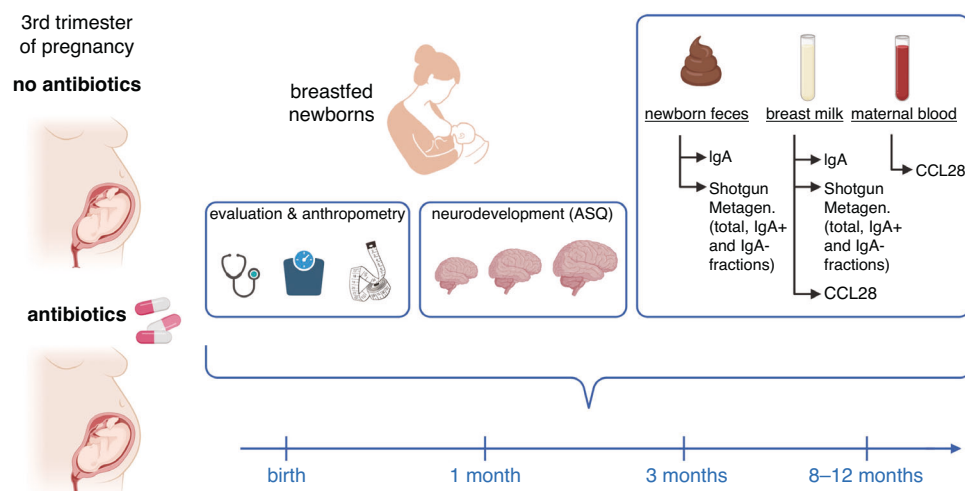 3rd trimester
of pregnancy
no antibiotics
antibiotics
breastfed
newborns
evaluation & anthropometry
neurodevelopment (ASQ)
newborn feces
IgA
Shotgun
Metagen.
(total, IgA+
and IgA-
fractions)
breast milk
IgA
Shotgun
Metagen.
(total, IgA+
and IgA-
fractions)
CCL28
maternal blood
CCL28
birth
1 month
3 months
8–12 months